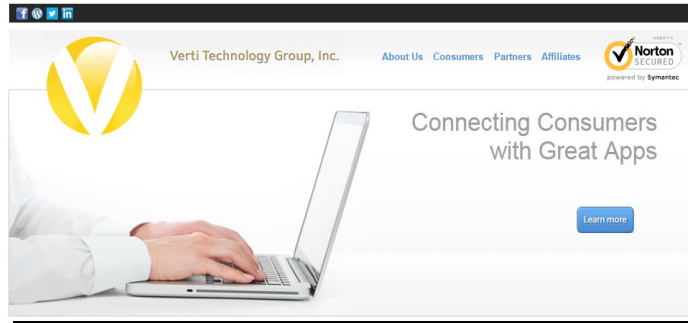 Verti Technology Group, Inc.
About Us Consumers Partners Affiliates
Norton
SECURED
powered by Symantec
Connecting Consumers
with Great Apps
Learn more